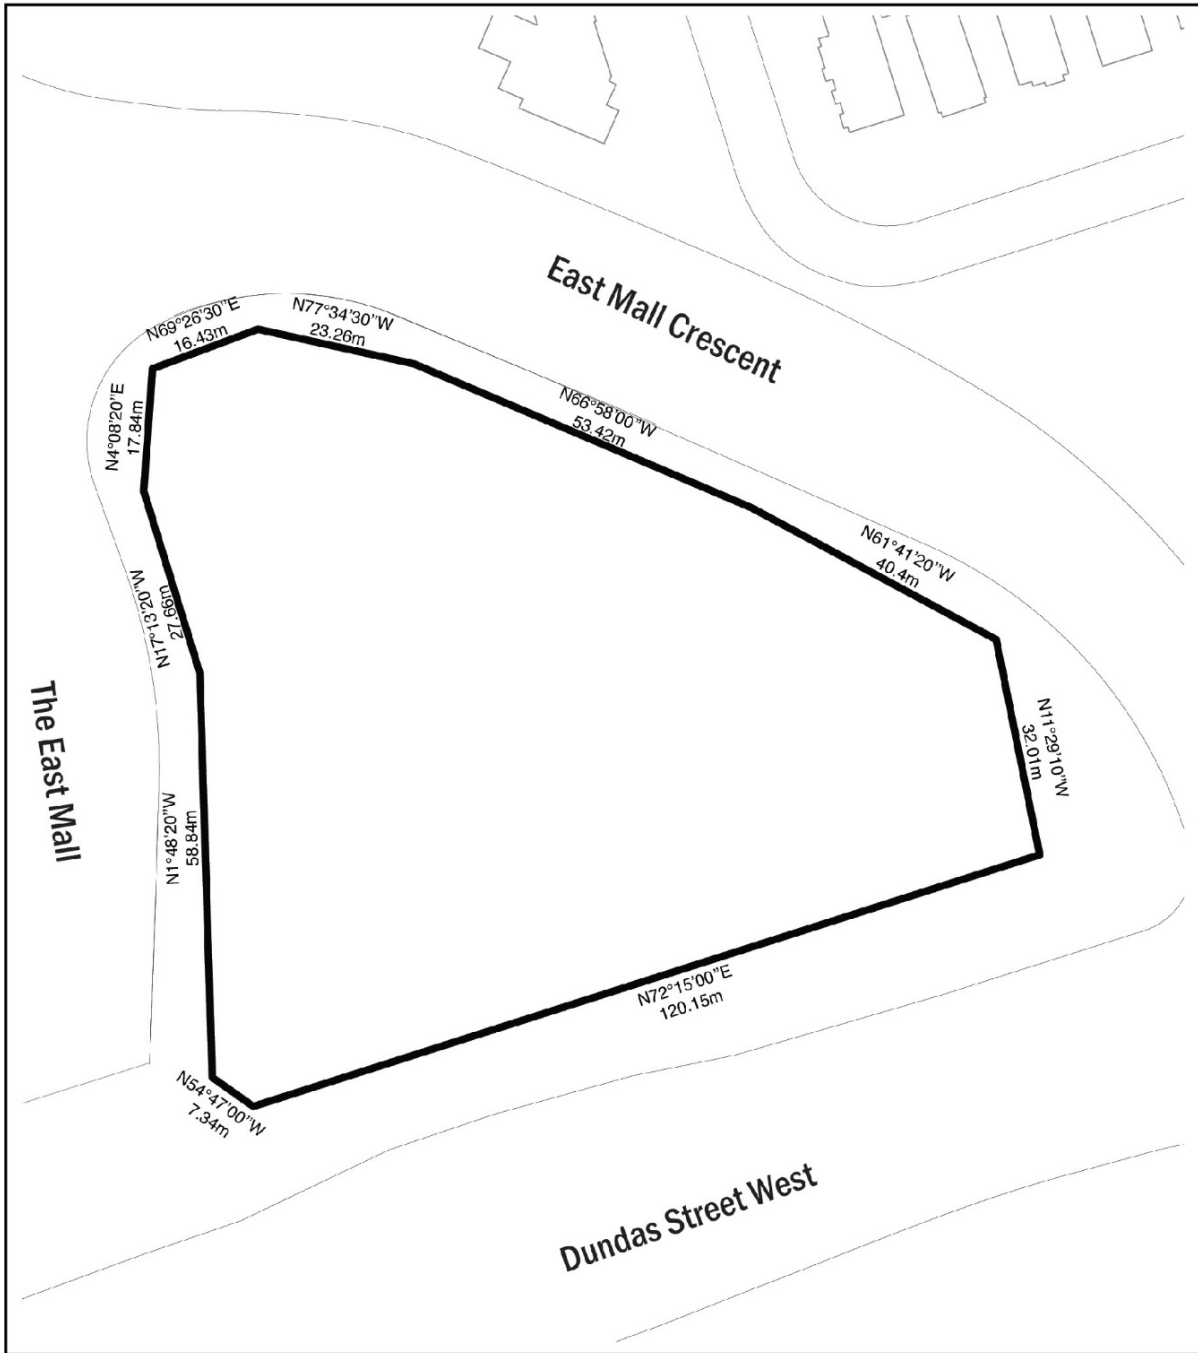 East Mall Crescent
N69°26'30"E
16.43m
N77°34'30"W
23.26m
N4°08'20"E
17.84m
N66°58'00"W
53.42m
N61°41'20"W
40.4m
N17°13'20"W
27.66m
The East Mall
N11°29'10"W
32.01m
N1°48'20"W
58.84m
N72°15'00"E
120.15m
N54°47'00"W
7.34m
Dundas Street West